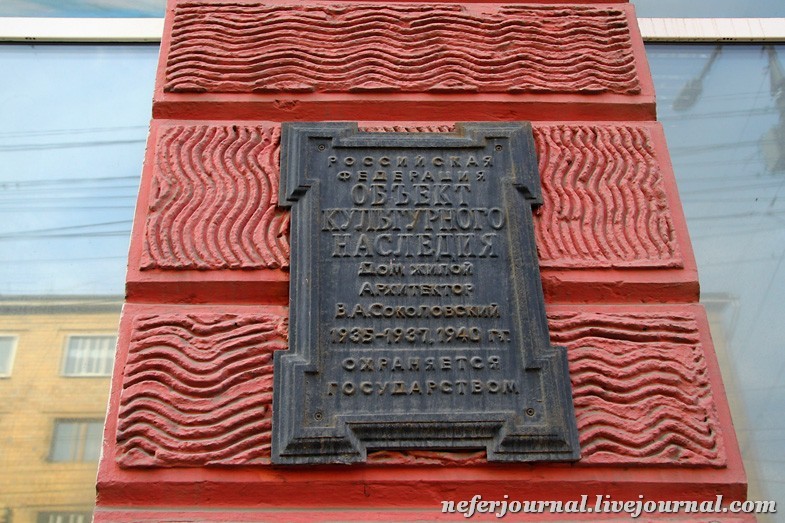 РОССИЙСКАЯ
ФЕДЕРАЦИЯ
ОБЪЕКТ
КУЛЬТУРНОГО
НАСЛЕДИЯ
ДОМ ЖИЛОЙ
АРХИТЕКТОР
В.А.СОКОЛОВСКИЙ
1935-1937, 1940 ГГ.
ОХРАНЯЕТСЯ
ГОСУДАРСТВОМ
neferjournal.livejournal.com